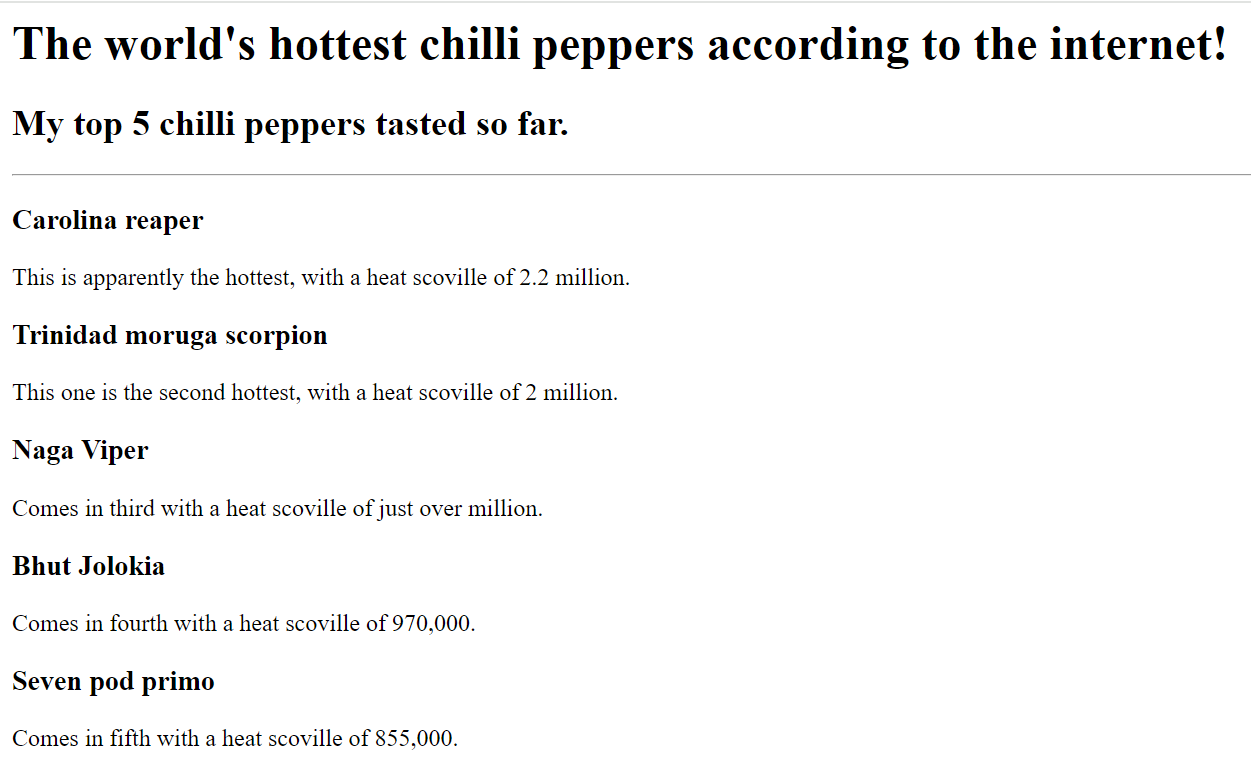 The world's hottest chilli peppers according to the internet!
My top 5 chilli peppers tasted so far.
Carolina reaper
This is apparently the hottest, with a heat scoville of 2.2 million.
Trinidad moruga scorpion
This one is the second hottest, with a heat scoville of 2 million.
Naga Viper
Comes in third with a heat scoville of just over million.
Bhut Jolokia
Comes in fourth with a heat scoville of 970,000.
Seven pod primo
Comes in fifth with a heat scoville of 855,000.